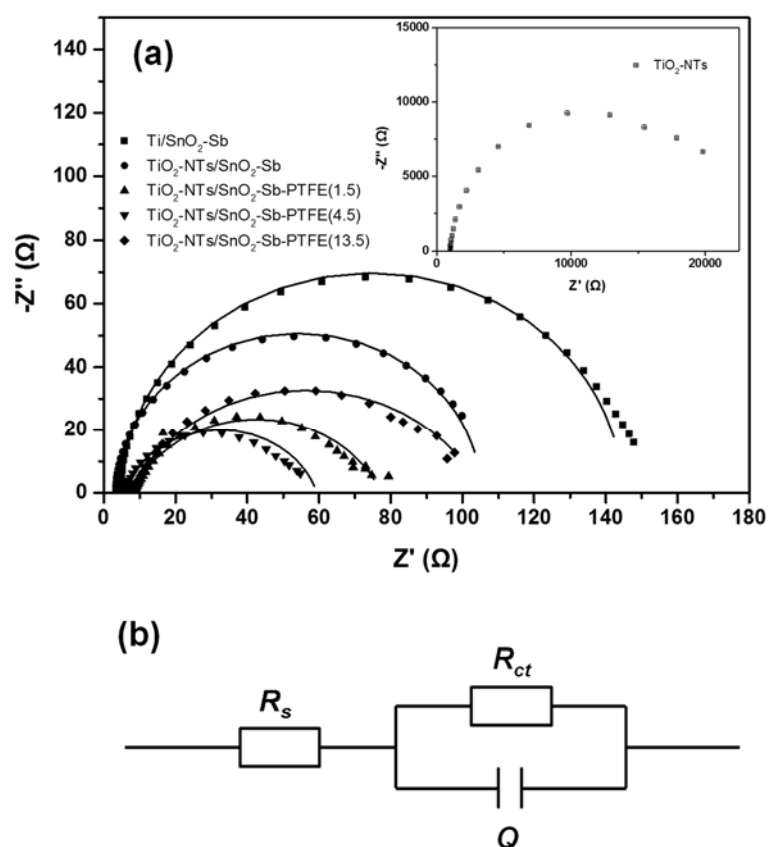 (a)
Ti/SnO₂-Sb
TiO₂-NTs/SnO₂-Sb
TiO₂-NTs/SnO₂-Sb-PTFE(1.5)
TiO₂-NTs/SnO₂-Sb-PTFE(4.5)
TiO₂-NTs/SnO₂-Sb-PTFE(13.5)
-Z'' (Ω)
140
120
100
80
60
40
20
0
0 20 40 60 80 100 120 140 160 180
Z' (Ω)
TiO₂-NTs
-Z'' (Ω)
15000
10000
5000
0
0 10000 20000
Z' (Ω)
(b)
Rs
Rct
Q